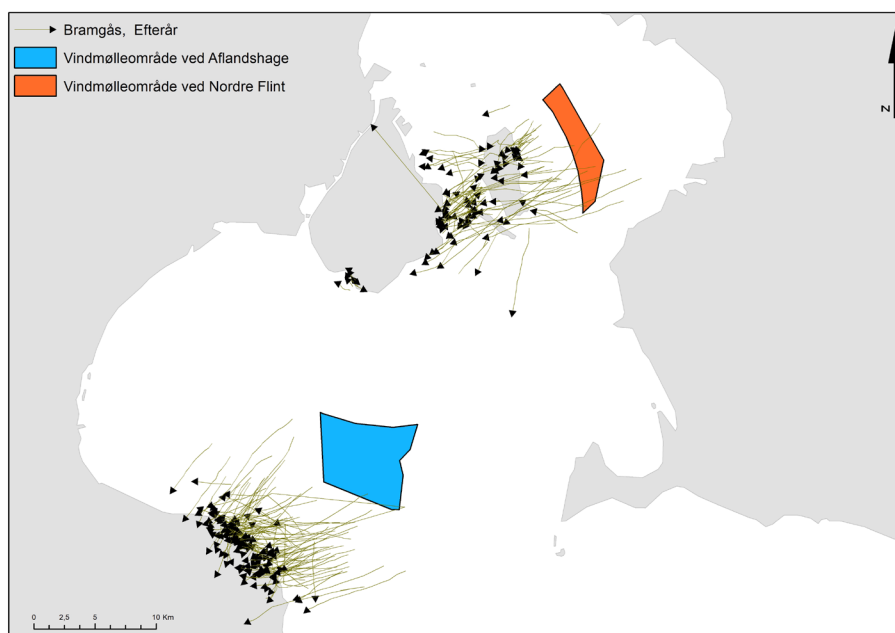 Bramgås, Efterår
Vindmølleområde ved Aflandshage
Vindmølleområde ved Nordre Flint
N
0 2,5 5 10 Km